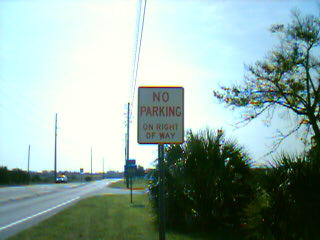 NO
PARKING
ON RIGHT
OF WAY